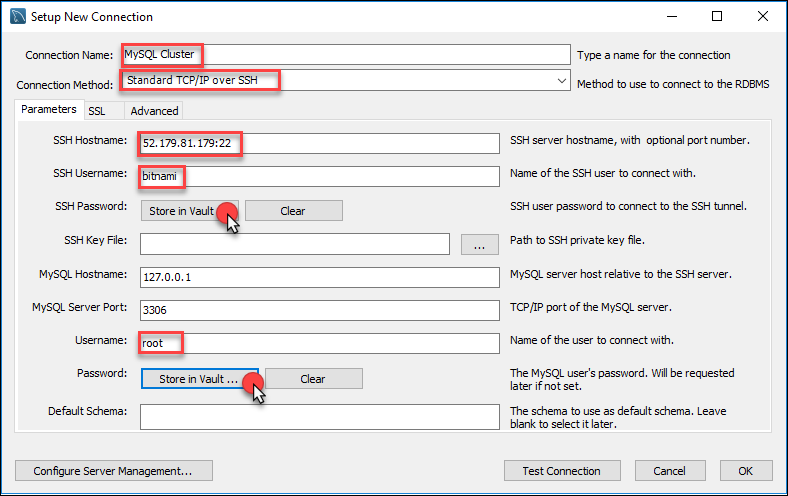 Setup New Connection
Connection Name: MySQL Cluster Type a name for the connection
Connection Method: Standard TCP/IP over SSH Method to use to connect to the RDBMS
Parameters SSL Advanced
SSH Hostname: 52.179.81.179:22 SSH server hostname, with optional port number.
SSH Username: bitnami Name of the SSH user to connect with.
SSH Password: Store in Vault Clear SSH user password to connect to the SSH tunnel.
SSH Key File: ... Path to SSH private key file.
MySQL Hostname: 127.0.0.1 MySQL server host relative to the SSH server.
MySQL Server Port: 3306 TCP/IP port of the MySQL server.
Username: root Name of the user to connect with.
Password: Store in Vault ... Clear The MySQL user's password. Will be requested
later if not set.
Default Schema: The schema to use as default schema. Leave
blank to select it later.
Configure Server Management... Test Connection Cancel OK